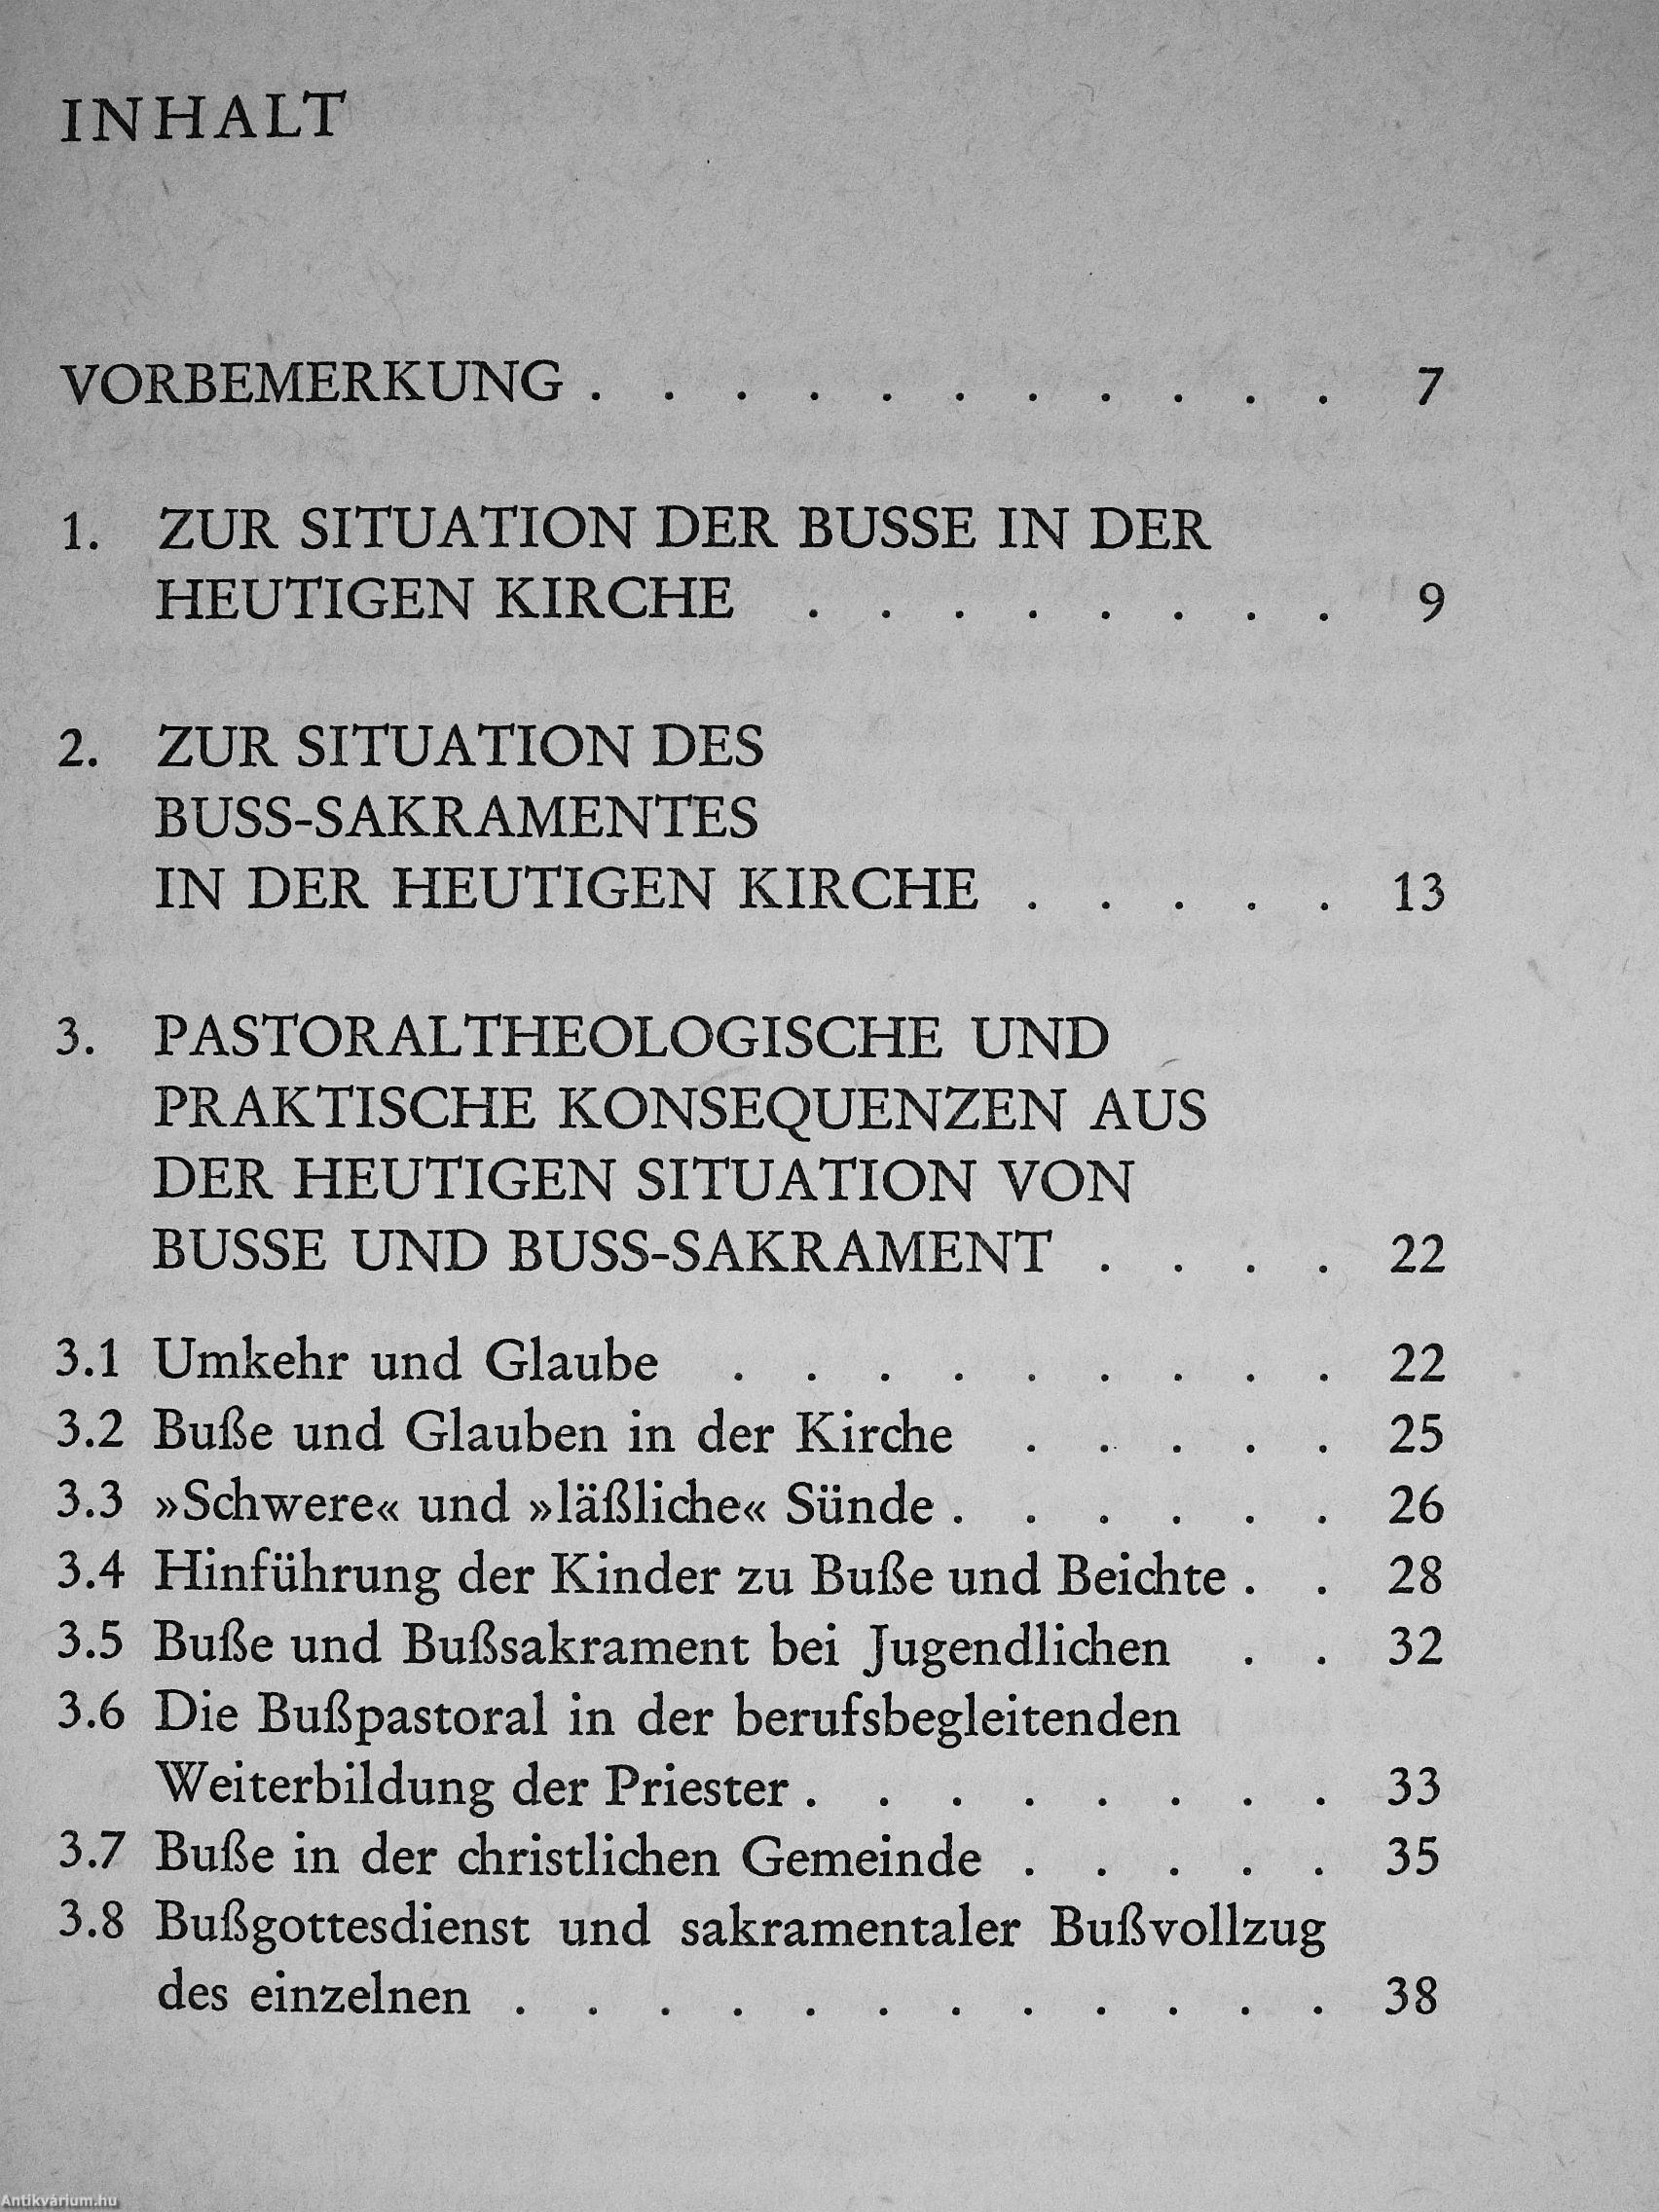 INHALT
VORBEMERKUNG . . . . . . . . . . . 7
1. ZUR SITUATION DER BUSSE IN DER
HEUTIGEN KIRCHE . . . . . . . . 9
2. ZUR SITUATION DES
BUSS-SAKRAMENTES
IN DER HEUTIGEN KIRCHE . . . . . 13
3. PASTORALTHEOLOGISCHE UND
PRAKTISCHE KONSEQUENZEN AUS
DER HEUTIGEN SITUATION VON
BUSSE UND BUSS-SAKRAMENT . . . . 22
3.1 Umkehr und Glaube . . . . . . . . . 22
3.2 Buße und Glauben in der Kirche . . . . . 25
3.3 »Schwere« und »läßliche« Sünde . . . . . . 26
3.4 Hinführung der Kinder zu Buße und Beichte . . 28
3.5 Buße und Bußsakrament bei Jugendlichen . . 32
3.6 Die Bußpastoral in der berufsbegleitenden
Weiterbildung der Priester . . . . . . . . 33
3.7 Buße in der christlichen Gemeinde . . . . . 35
3.8 Bußgottesdienst und sakramentaler Bußvollzug
des einzelnen . . . . . . . . . . . . 38
Antikvárium.hu